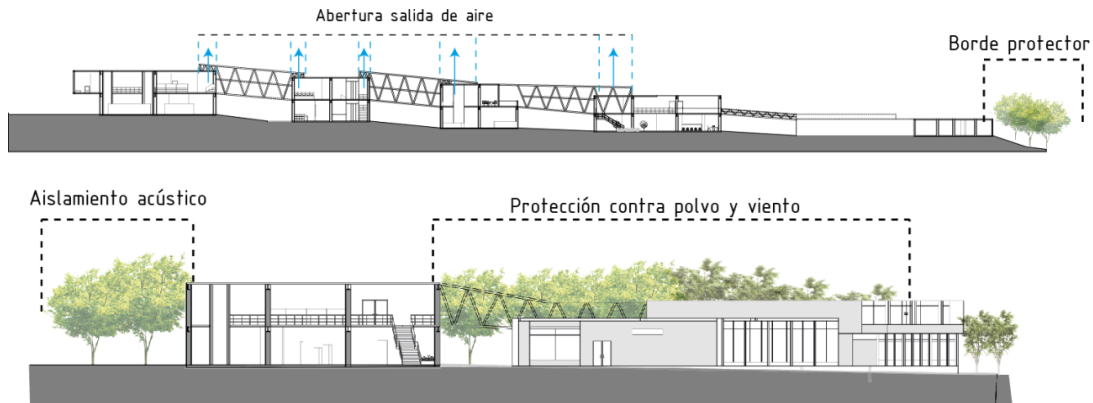 Abertura salida de aire
Borde protector
Aislamiento acústico
Protección contra polvo y viento